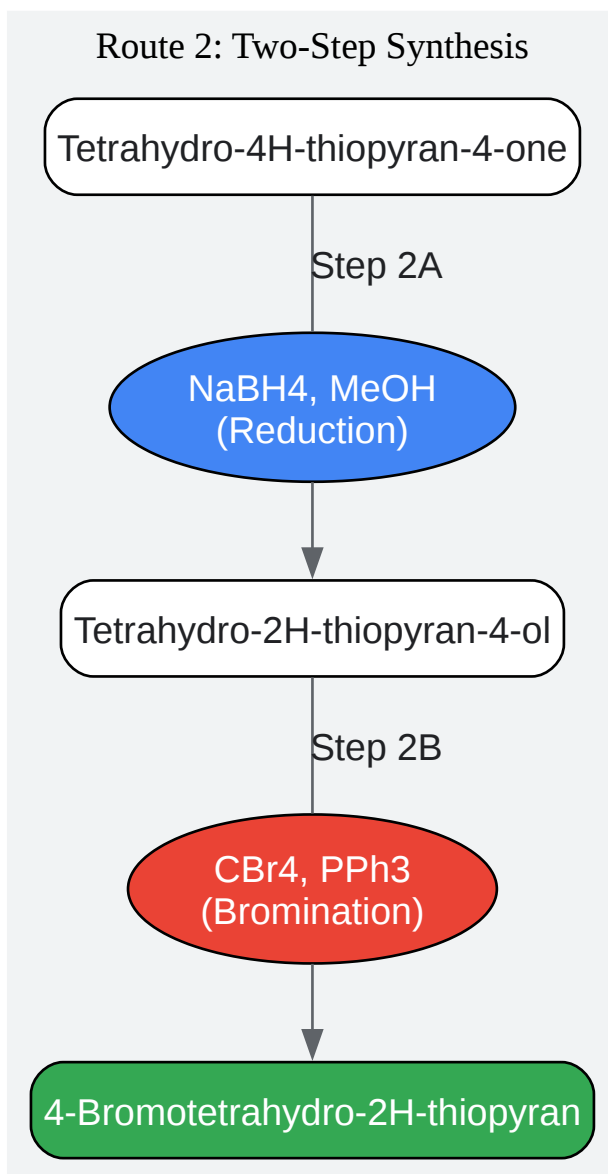 Route 2: Two-Step Synthesis
Tetrahydro-4H-thiopyran-4-one
Step 2A
NaBH4, MeOH
(Reduction)
Tetrahydro-2H-thiopyran-4-ol
Step 2B
CBr4, PPh3
(Bromination)
4-Bromotetrahydro-2H-thiopyran